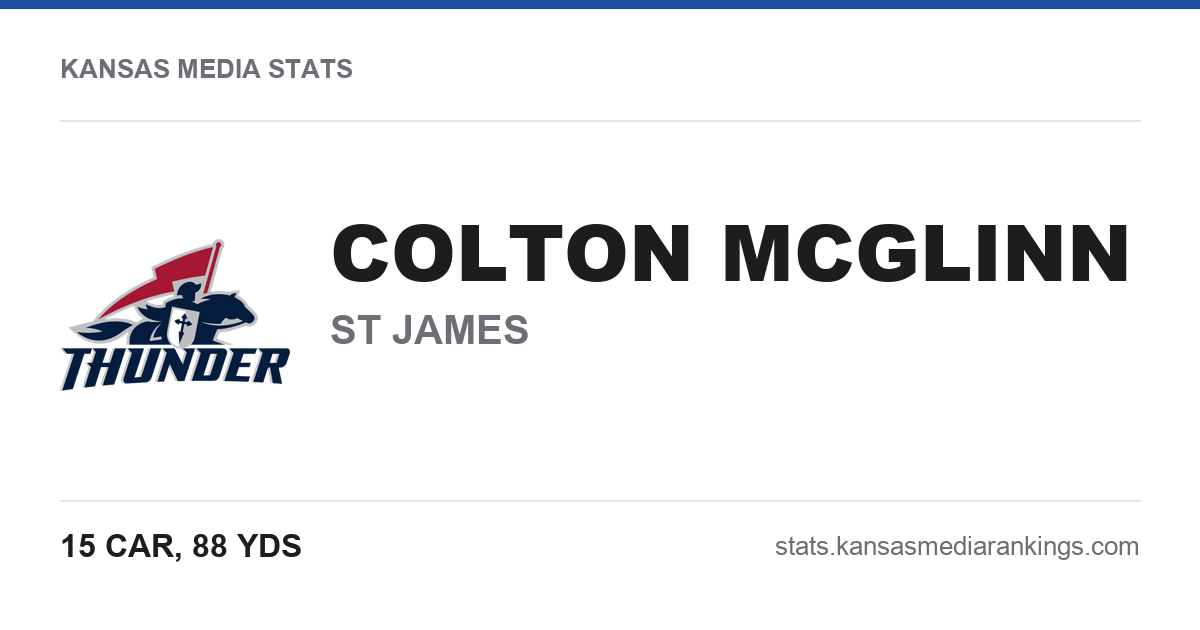 KANSAS MEDIA STATS
COLTON MCGLINN
ST JAMES
THUNDER
15 CAR, 88 YDS
stats.kansasmediarankings.com